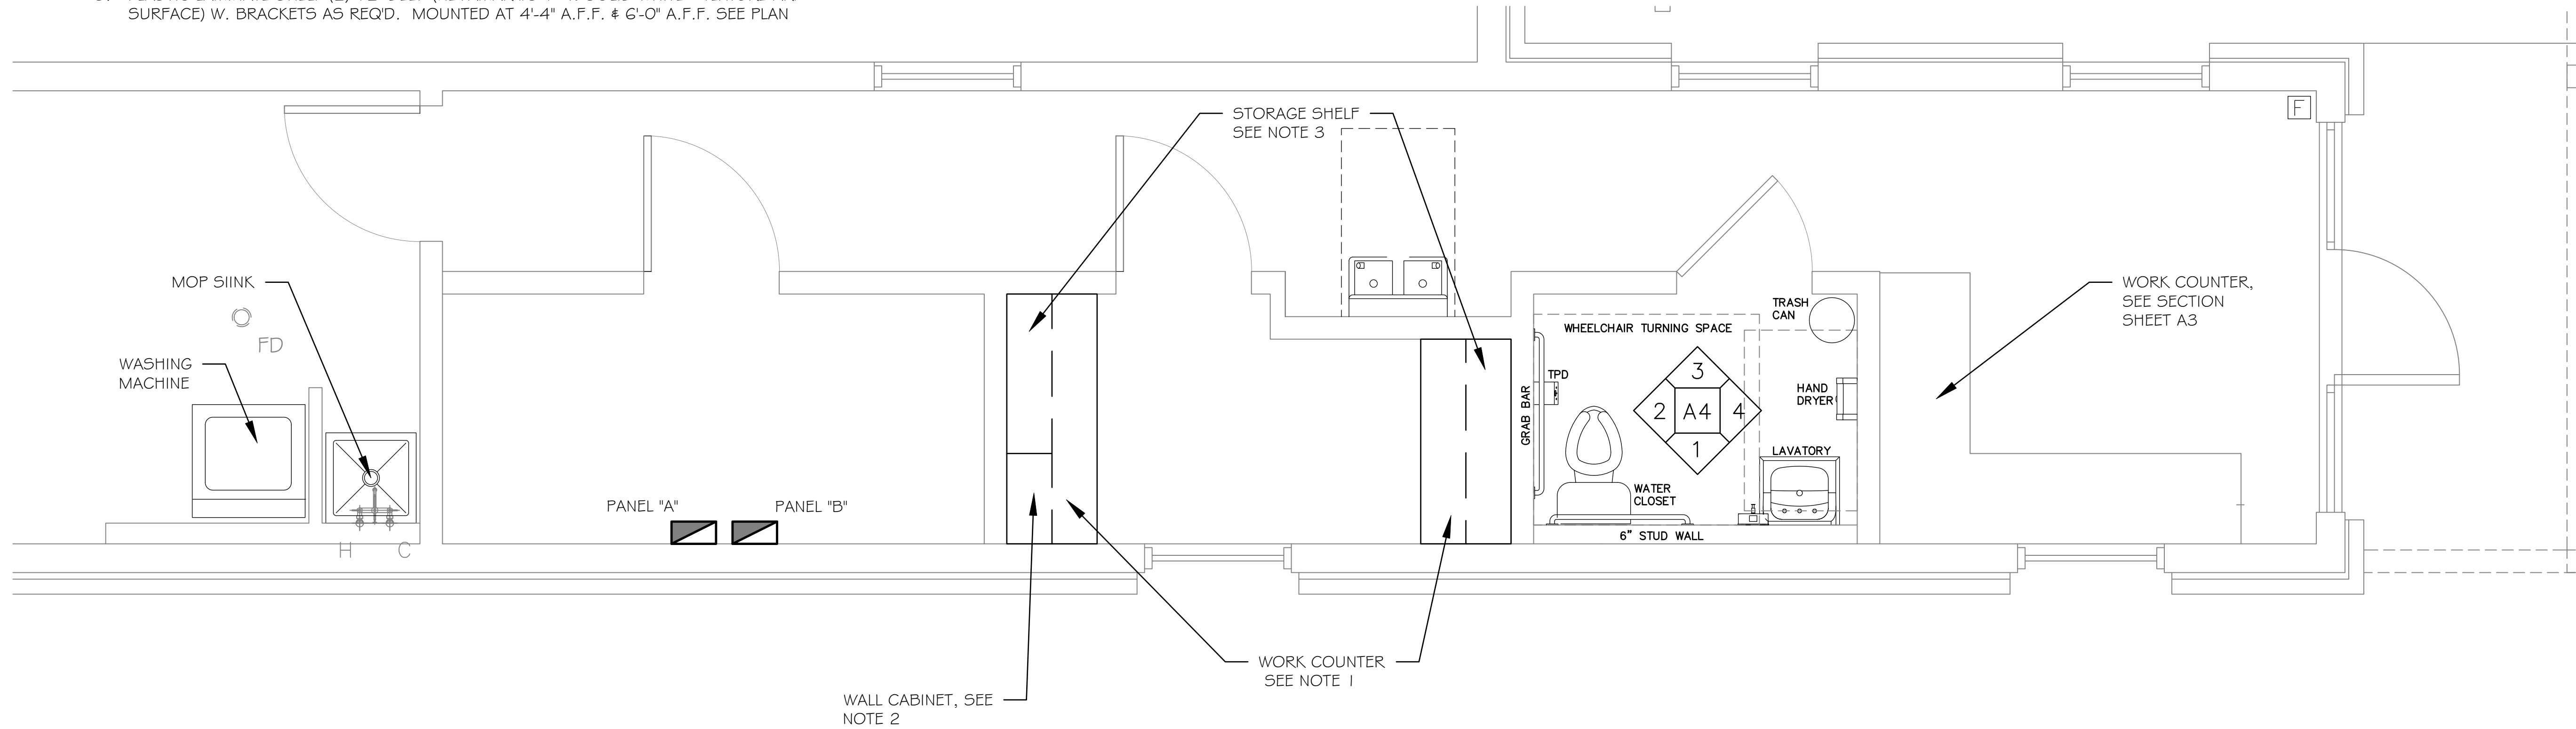 SURFACE) W. BRACKETS AS REQ'D. MOUNTED AT 4'-4" A.F.F. & 6'-0" A.F.F. SEE PLAN
STORAGE SHELF
SEE NOTE 3
F
MOP SIINK
FD
WASHING
MACHINE
H
C
PANEL "A"
PANEL "B"
WALL CABINET, SEE
NOTE 2
WORK COUNTER
SEE NOTE 1
WHEELCHAIR TURNING SPACE
TRASH
CAN
TPD
GRAB BAR
3
2
A4
4
1
HAND
DRYER
LAVATORY
WATER
CLOSET
6" STUD WALL
WORK COUNTER,
SEE SECTION
SHEET A3